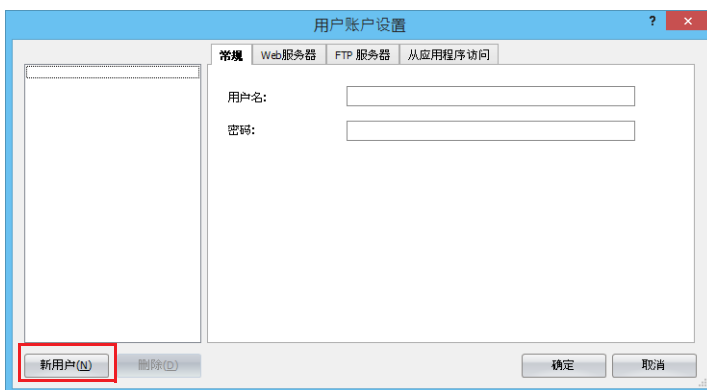 用户账户设置 ? ×
常规 Web服务器 FTP 服务器 从应用程序访问
用户名:
密码:
新用户(N) 删除(D) 确定 取消